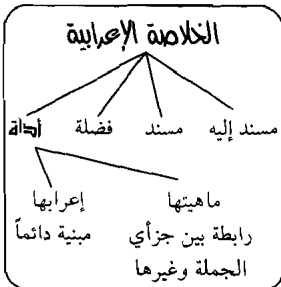 الخلاصة الإعرابية
مسند إليه مسند فضلة أداة
ماهيتها إعرابها
رابطة بين جزأي مبنية دائماً
الجملة وغيرها